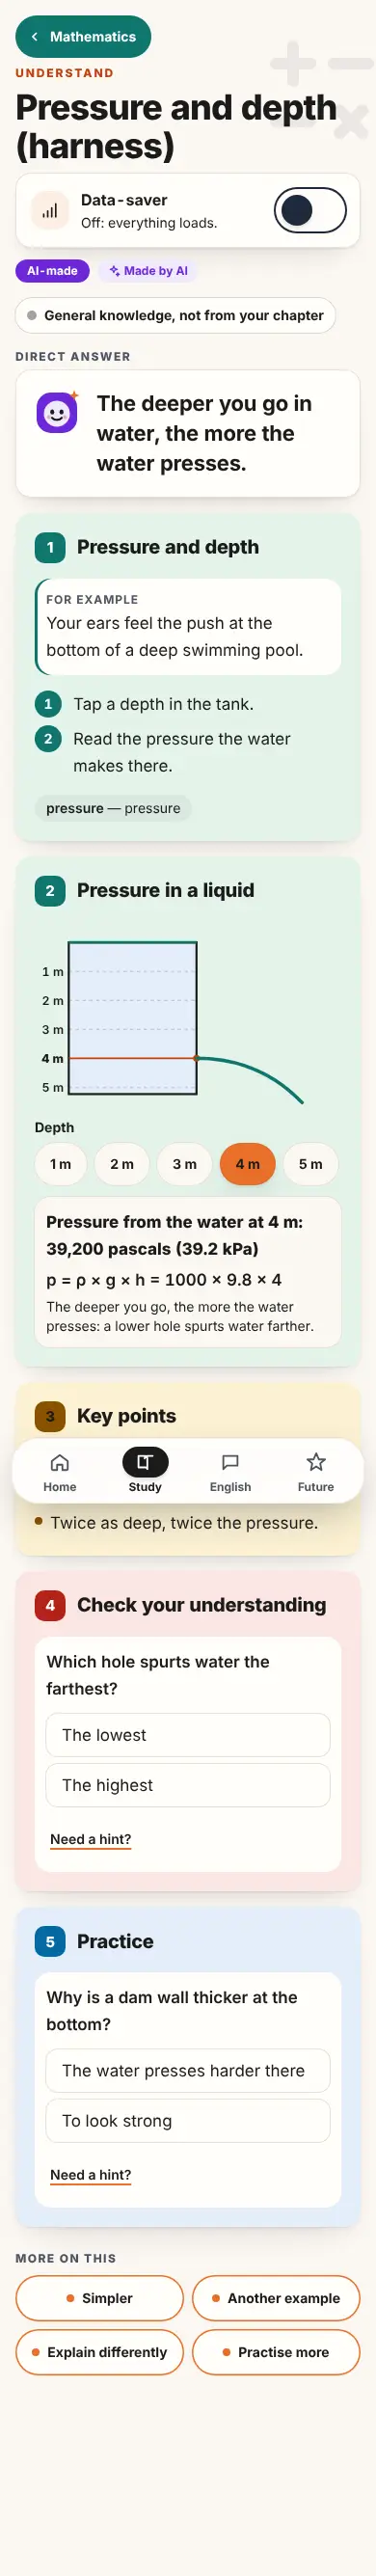 Mathematics
UNDERSTAND
Pressure and depth
(harness)
Data-saver
Off: everything loads.
AI-made
Made by AI
General knowledge, not from your chapter
DIRECT ANSWER
The deeper you go in
water, the more the
water presses.
1 Pressure and depth
FOR EXAMPLE
Your ears feel the push at the
bottom of a deep swimming pool.
1 Tap a depth in the tank.
2 Read the pressure the water
makes there.
pressure — pressure
2 Pressure in a liquid
1 m
2 m
3 m
4 m
5 m
Depth
1 m 2 m 3 m 4 m 5 m
Pressure from the water at 4 m:
39,200 pascals (39.2 kPa)
p = ρ × g × h = 1000 × 9.8 × 4
The deeper you go, the more the water
presses: a lower hole spurts water farther.
3 Key points
Home Study English Future
Twice as deep, twice the pressure.
4 Check your understanding
Which hole spurts water the
farthest?
The lowest
The highest
Need a hint?
5 Practice
Why is a dam wall thicker at the
bottom?
The water presses harder there
To look strong
Need a hint?
MORE ON THIS
Simpler Another example
Explain differently Practise more